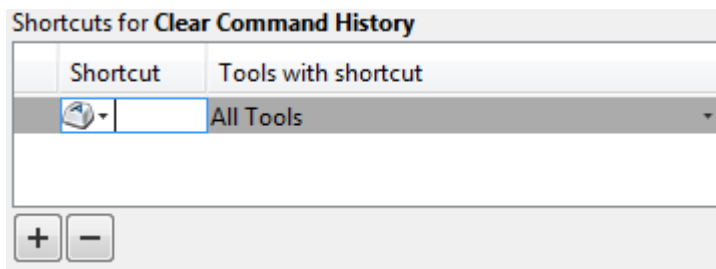 Shortcuts for Clear Command History
Shortcut Tools with shortcut
All Tools
+ −